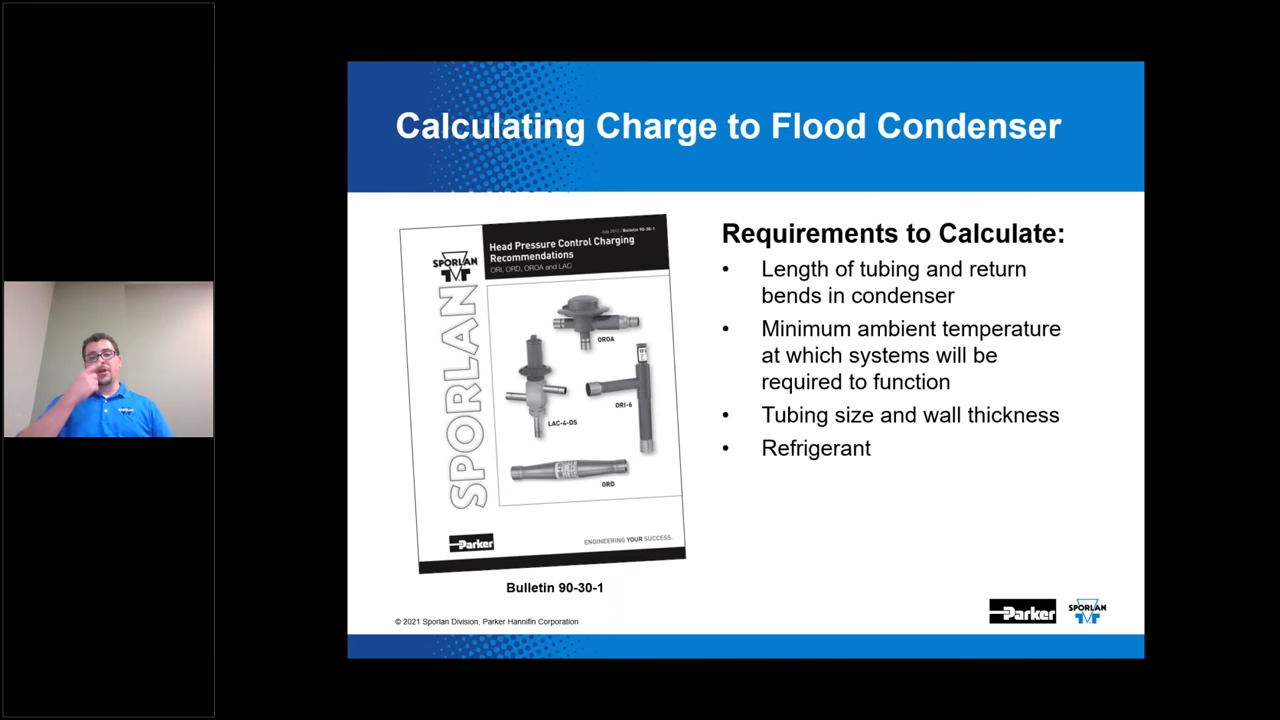 Calculating Charge to Flood Condenser
July 2012 / Bulletin 90-30-1
Head Pressure Control Charging
Recommendations
ORI, ORD, OROA and LAC
SPORLAN
SPORLAN
OROA
ORI-6
LAC-4-DS
ORD
Parker
ENGINEERING YOUR SUCCESS.
Bulletin 90-30-1
Requirements to Calculate:
• Length of tubing and return
bends in condenser
• Minimum ambient temperature
at which systems will be
required to function
• Tubing size and wall thickness
• Refrigerant
© 2021 Sporlan Division, Parker Hannifin Corporation
Parker
SPORLAN